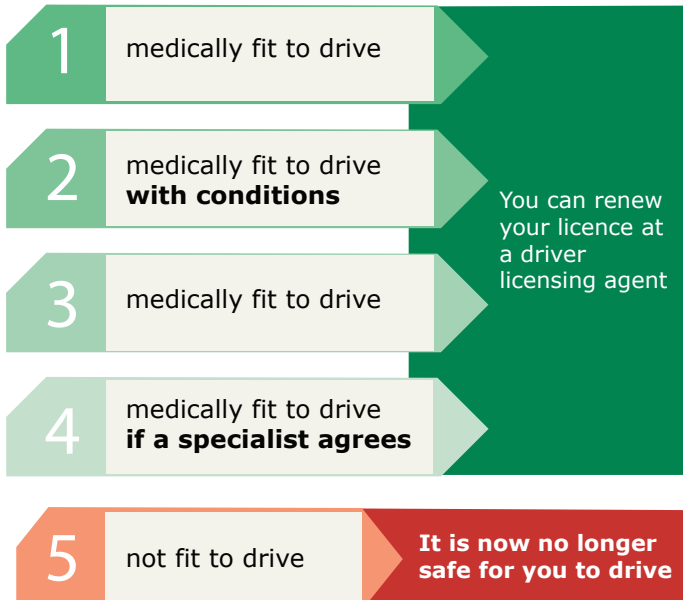 1
medically fit to drive
2
medically fit to drive
with conditions
3
medically fit to drive
4
medically fit to drive
if a specialist agrees
You can renew
your licence at
a driver
licensing agent
5
not fit to drive
It is now no longer
safe for you to drive